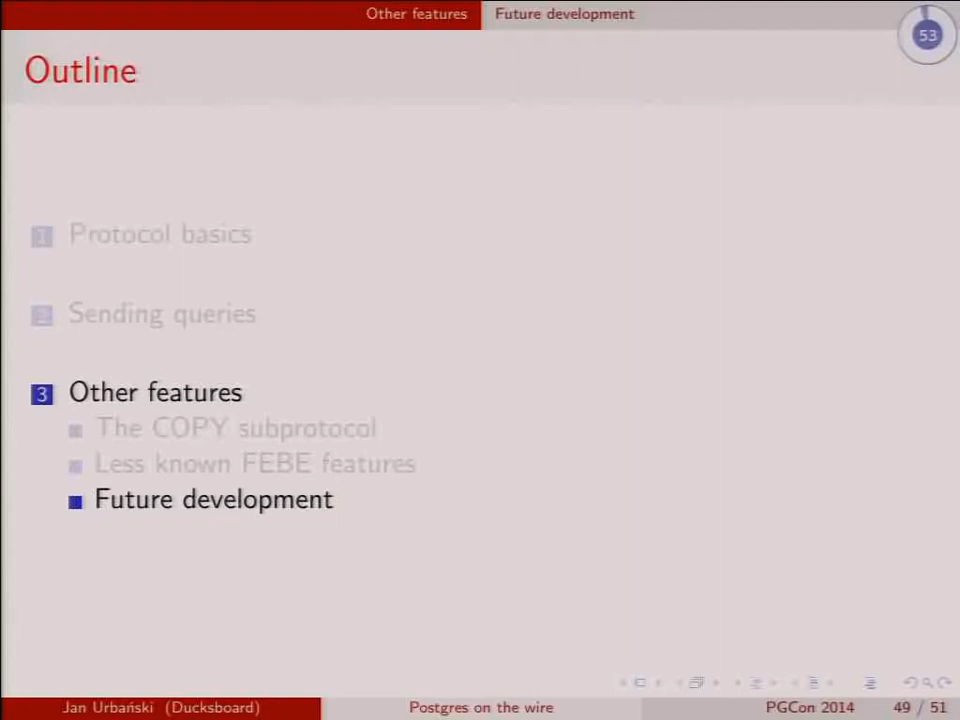 Other features Future development
53
Outline
1 Protocol basics
2 Sending queries
3 Other features
The COPY subprotocol
Less known FEBE features
Future development
Jan Urbański (Ducksboard) Postgres on the wire PGCon 2014 49 / 51